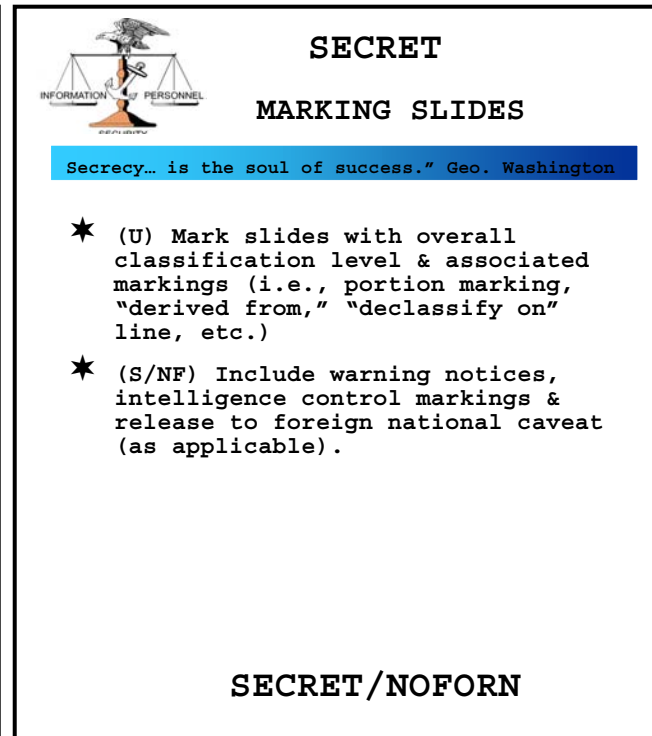 SECRET
INFORMATION PERSONNEL
SECURITY
MARKING SLIDES
Secrecy… is the soul of success.” Geo. Washington
(U) Mark slides with overall
classification level & associated
markings (i.e., portion marking,
“derived from,” “declassify on”
line, etc.)
(S/NF) Include warning notices,
intelligence control markings &
release to foreign national caveat
(as applicable).
SECRET/NOFORN